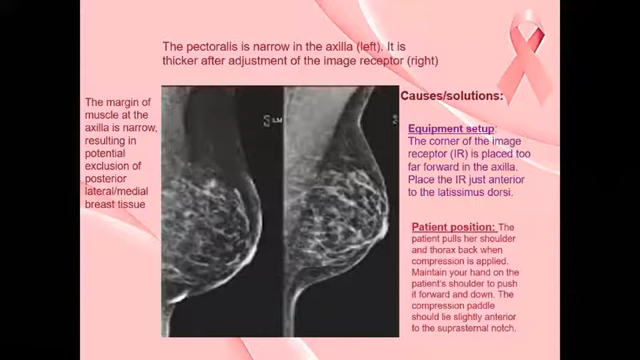 The pectoralis is narrow in the axilla (left). It is
thicker after adjustment of the image receptor (right)
The margin of
muscle at the
axilla is narrow,
resulting in
potential
exclusion of
posterior
lateral/medial
breast tissue
Causes/solutions:
Equipment setup:
The corner of the image
receptor (IR) is placed too
far forward in the axilla.
Place the IR just anterior
to the latissimus dorsi.
Patient position: The
patient pulls her shoulder
and thorax back when
compression is applied.
Maintain your hand on the
patient's shoulder to push
it forward and down. The
compression paddle
should lie slightly anterior
to the suprasternal notch.